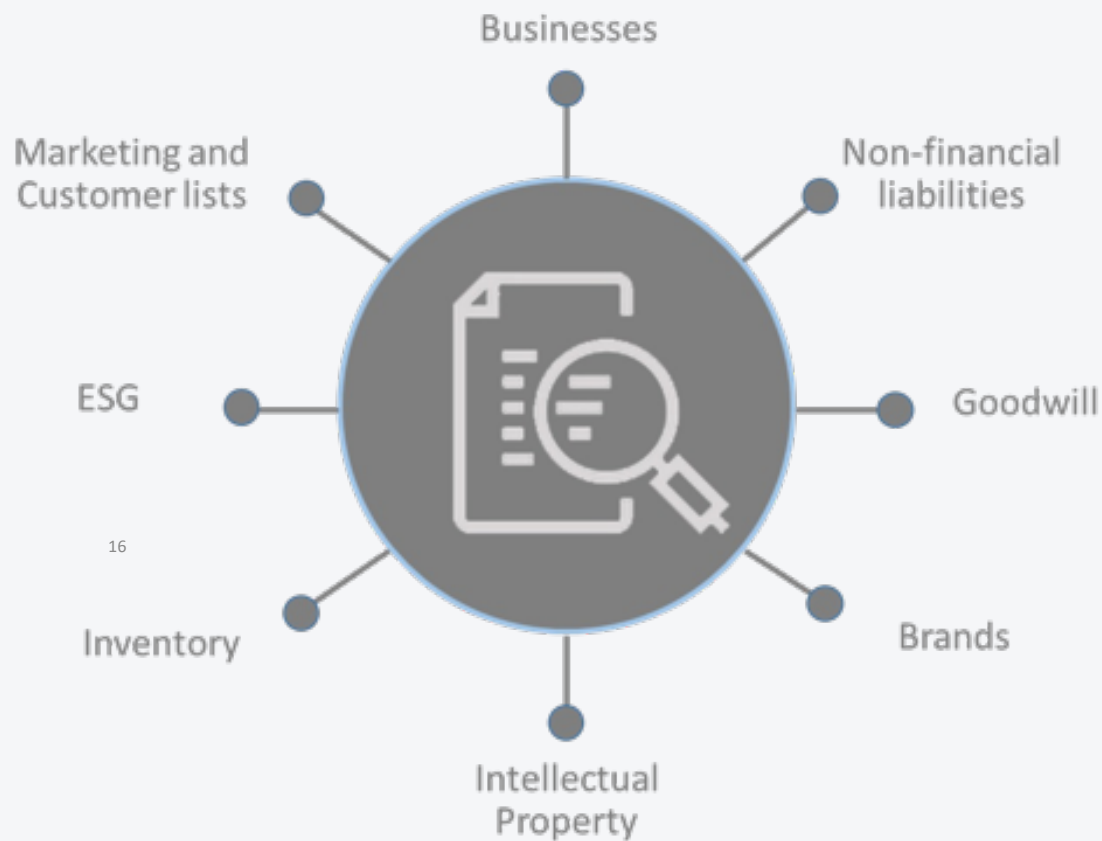 Businesses
Marketing and
Customer lists
Non-financial
liabilities
ESG
Goodwill
16
Inventory
Brands
Intellectual
Property